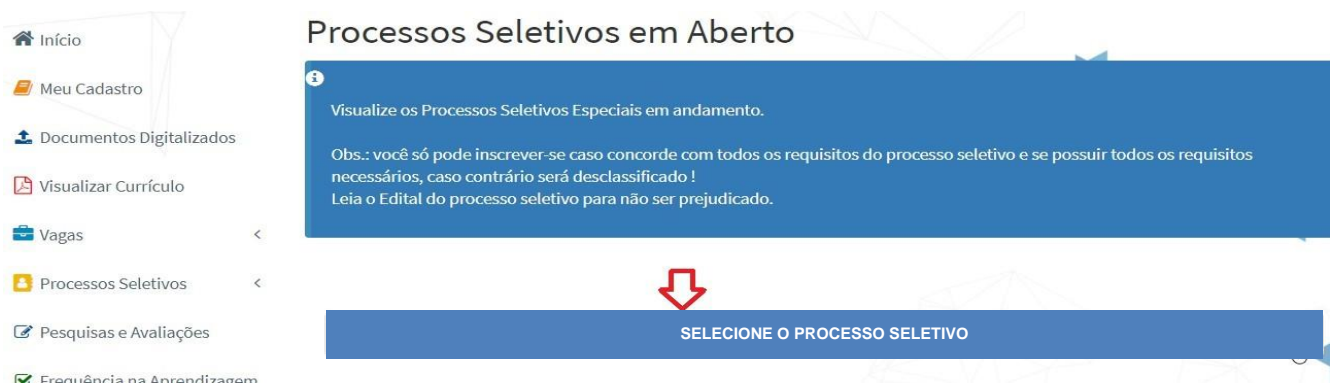 Início
Meu Cadastro
Documentos Digitalizados
Visualizar Currículo
Vagas
Processos Seletivos
Pesquisas e Avaliações
Frequência na Aprendizagem
Processos Seletivos em Aberto
Visualize os Processos Seletivos Especiais em andamento.
Obs.: você só pode inscrever-se caso concorde com todos os requisitos do processo seletivo e se possuir todos os requisitos
necessários, caso contrário será desclassificado !
Leia o Edital do processo seletivo para não ser prejudicado.
SELECIONE O PROCESSO SELETIVO